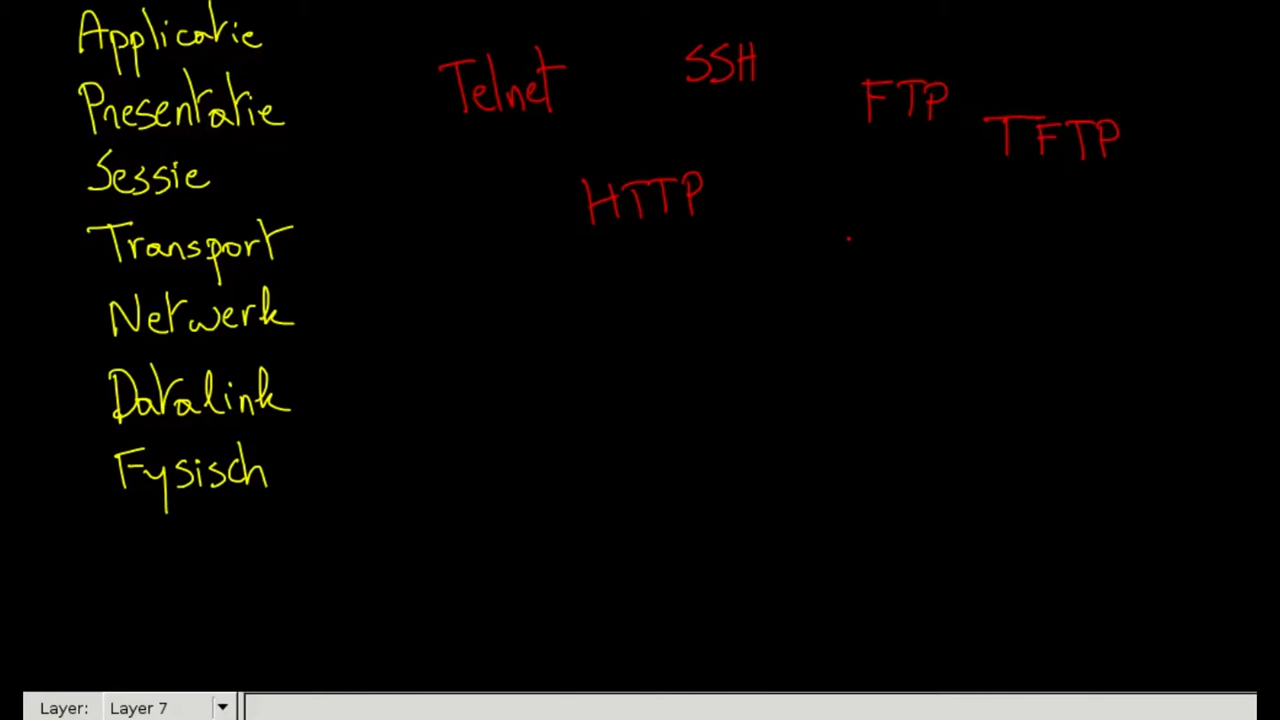 Applicatie
Presentatie
Sessie
Transport
Netwerk
Datalink
Fysisch
Telnet
SSH
FTP
TFTP
HTTP
Layer: Layer 7